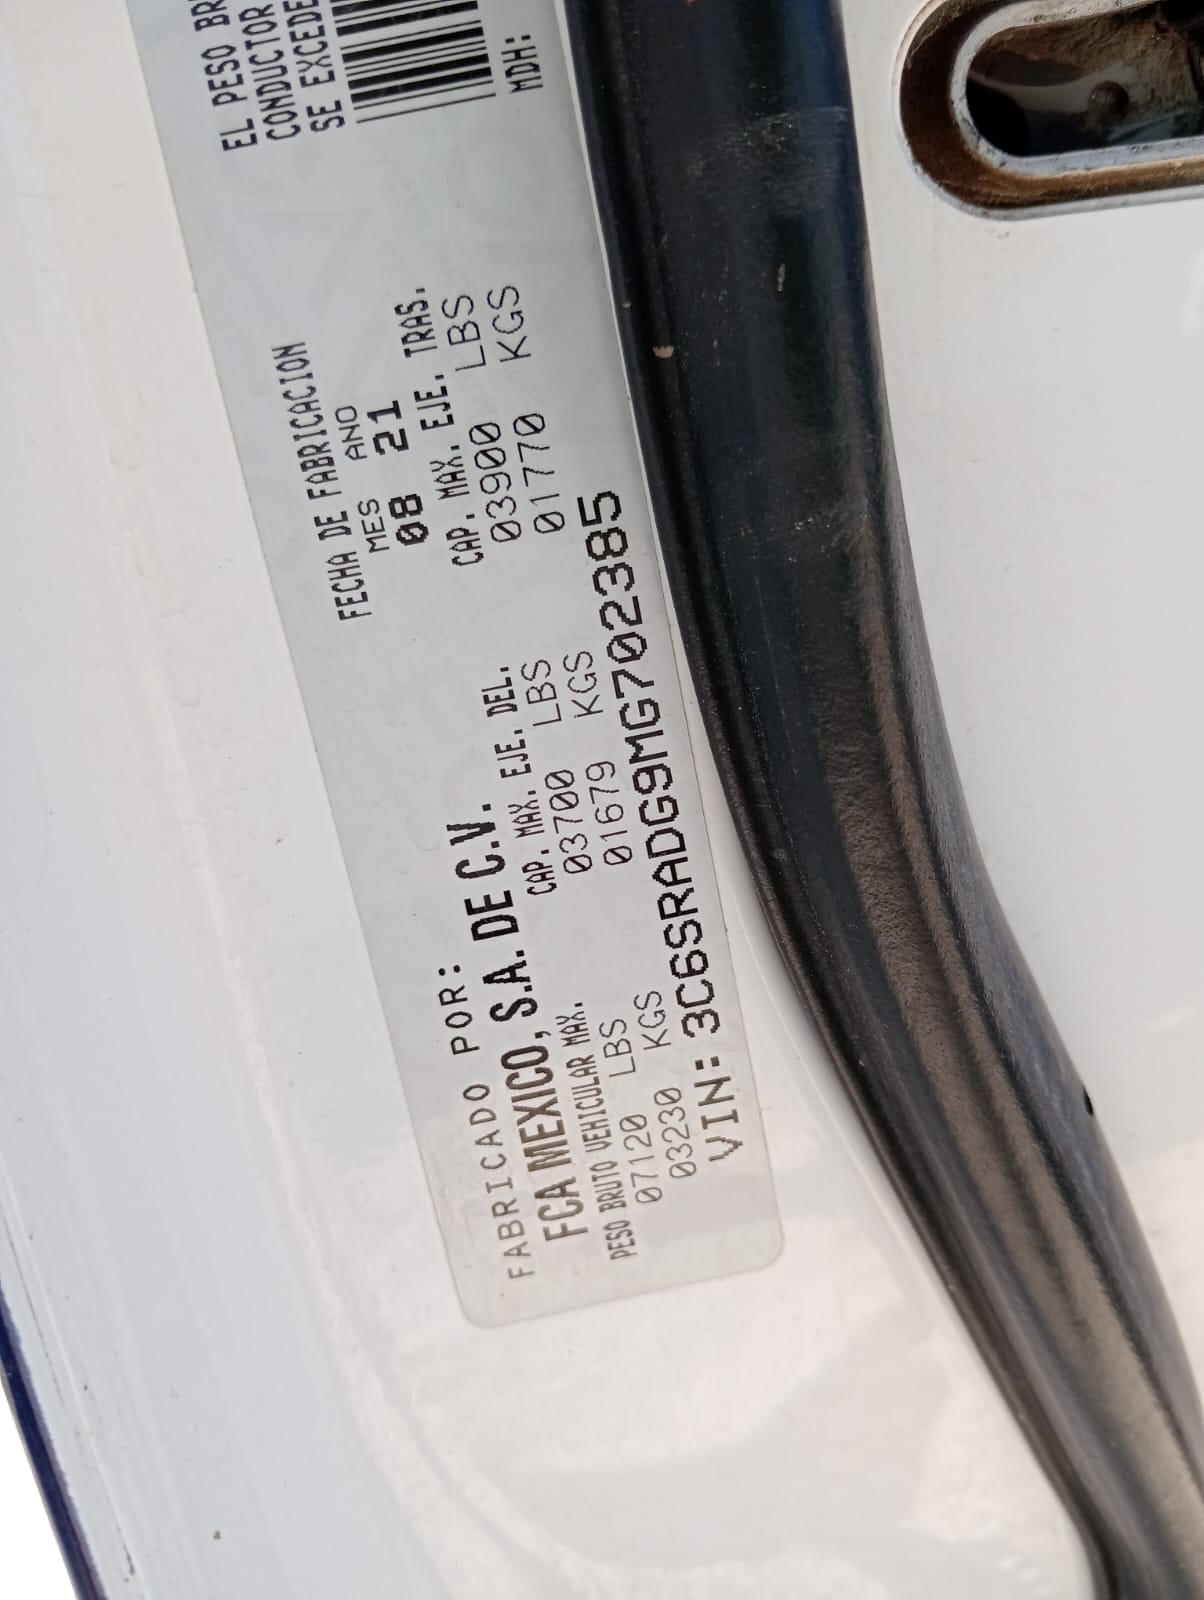 FABRICADO POR:
FCA MEXICO, S.A. DE C.V.
FECHA DE FABRICACION
MES ANO
08 21
PESO BRUTO VEHICULAR MAX.
07120 LBS
03230 KGS
CAP. MAX. EJE. DEL.
03700 LBS
01679 KGS
CAP. MAX. EJE. TRAS.
03900 LBS
01770 KGS
VIN: 3C6SRADG9MG702385
EL PESO
CONDUCTOR
SE EXCEDE
MDH: